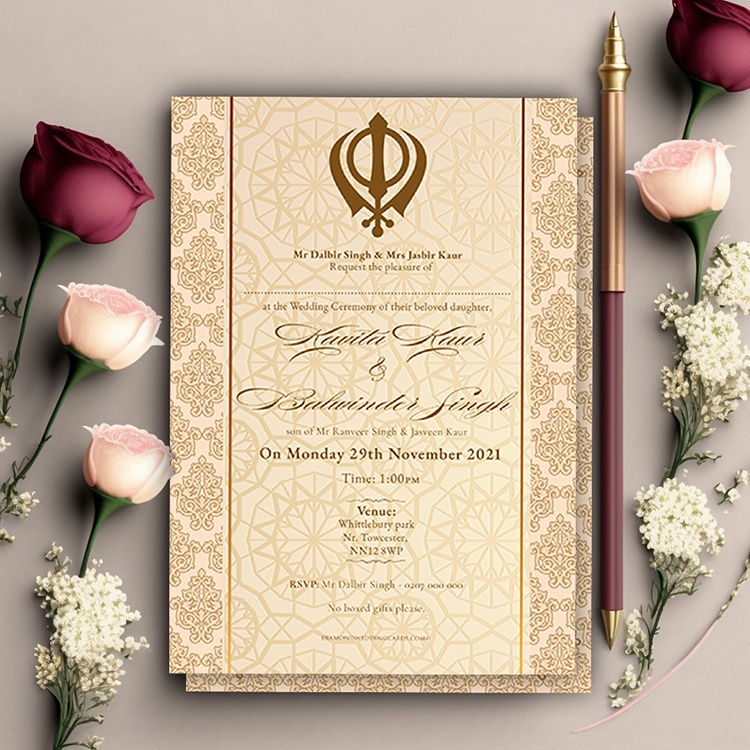 Mr Dalbir Singh & Mrs Jasbir Kaur
Request the pleasure of
at the Wedding Ceremony of their beloved daughter,
Kavita Kaur
&
Balwinder Singh
son of Mr Ranveer Singh & Jasveen Kaur
On Monday 29th November 2021
Time: 1:00PM
Venue:
Whittlebury park
Nr. Towcester,
NN12 8WP
RSVP: Mr Dalbir Singh - 0207 000 000
No boxed gifts please.
DIAMONDWEDDINGCARDS.COM©